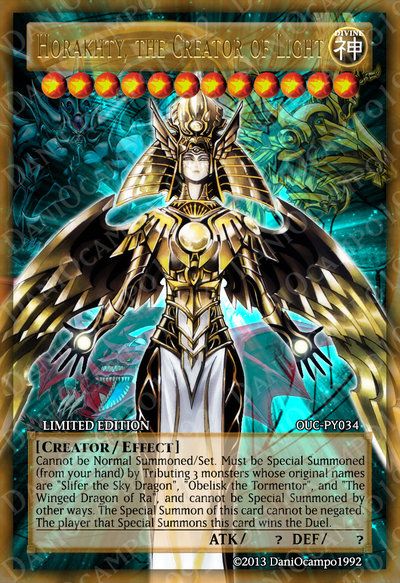 Horakhty, the Creator of Light
DIVINE
神
LIMITED EDITION
OUC-PY034
[Creator/Effect]
Cannot be Normal Summoned/Set. Must be Special Summoned
(from your hand) by Tributing 3 monsters whose original names
are "Slifer the Sky Dragon", "Obelisk the Tormentor", and "The
Winged Dragon of Ra", and cannot be Special Summoned by
other ways. The Special Summon of this card cannot be negated.
The player that Special Summons this card wins the Duel.
ATK/ ? DEF/ ?
©2013 DaniOcampo1992